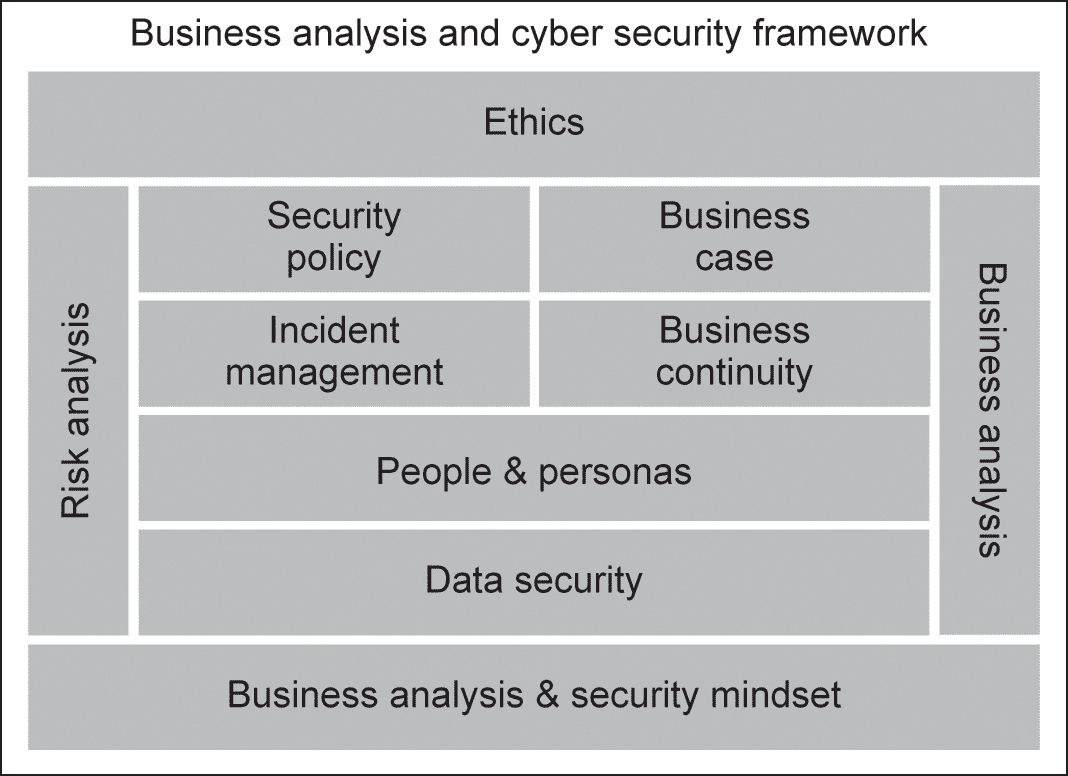 Business analysis and cyber security framework
Ethics
Risk analysis
Security
policy
Business
case
Incident
management
Business
continuity
People & personas
Data security
Business analysis
Business analysis & security mindset